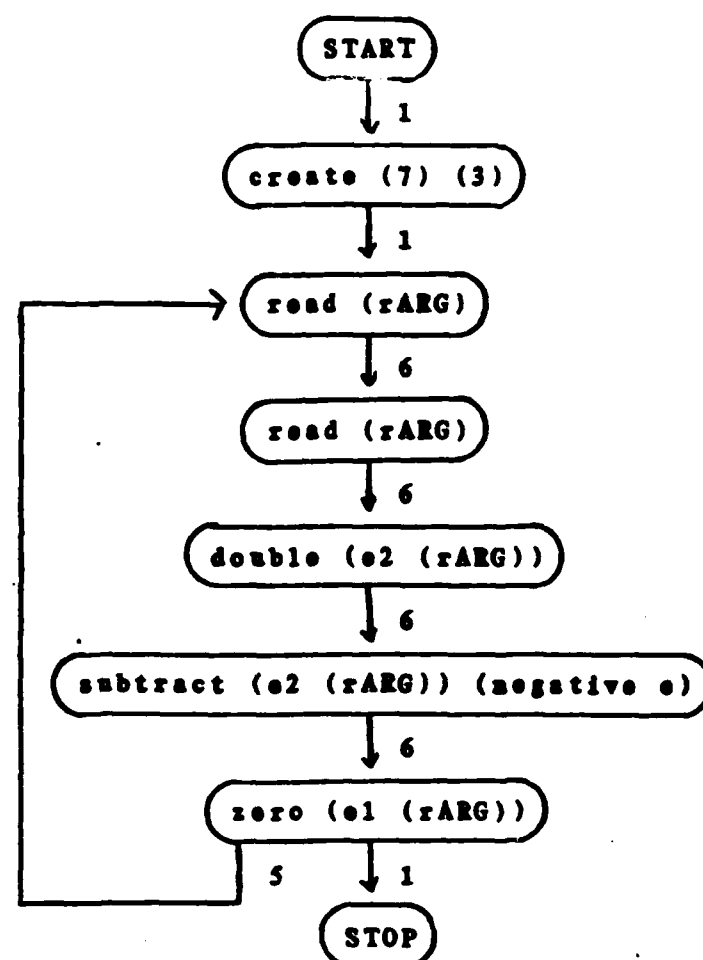 START
1
create (7) (3)
1
read (rARG)
6
read (rARG)
6
double (e2 (rARG))
6
subtract (e2 (rARG)) (negative e)
6
zero (e1 (rARG))
5 1
STOP